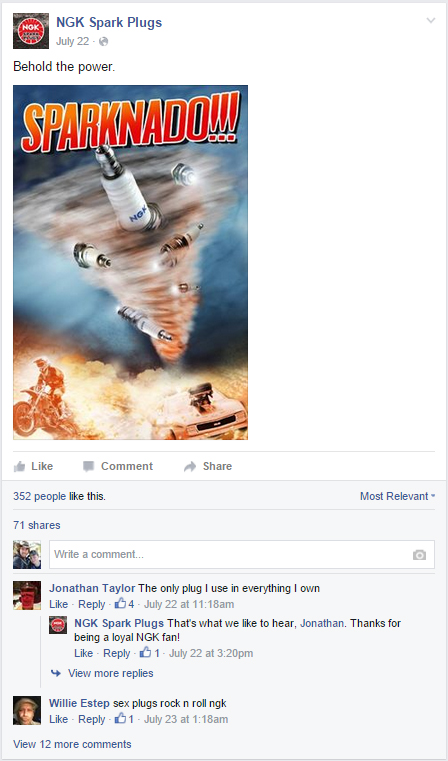 NGK Spark Plugs
July 22 ·
Behold the power.
SPARKNADO!!!
NGK
Like Comment Share
352 people like this. Most Relevant
71 shares
Write a comment...
Jonathan Taylor The only plug I use in everything I own
Like · Reply · 4 · July 22 at 11:18am
NGK Spark Plugs That's what we like to hear, Jonathan. Thanks for
being a loyal NGK fan!
Like · Reply · 1 · July 22 at 3:20pm
View more replies
Willie Estep sex plugs rock n roll ngk
Like · Reply · 1 · July 23 at 1:18am
View 12 more comments